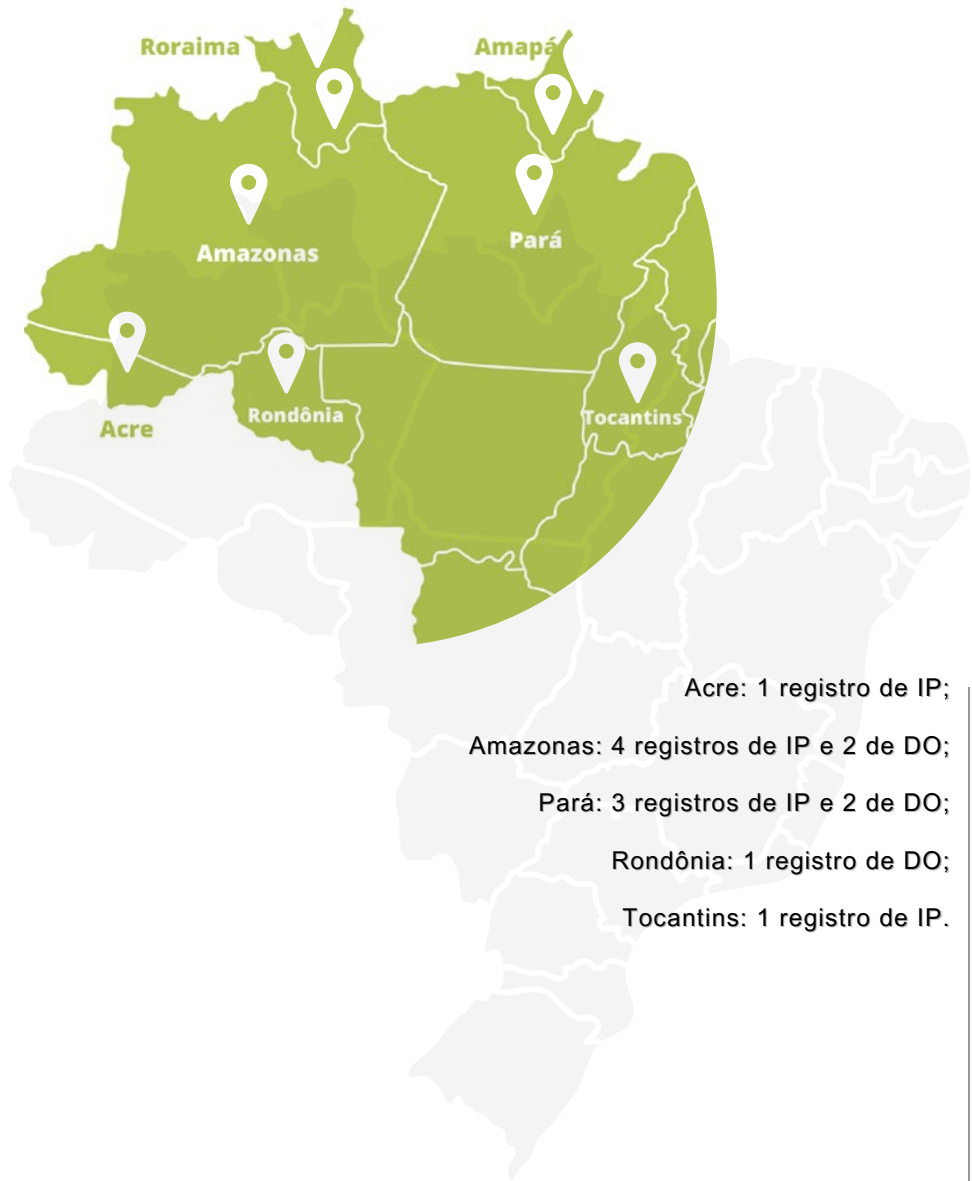 Roraima
Amapá
Amazonas
Pará
Acre
Rondônia
Tocantins
Acre: 1 registro de IP;
Amazonas: 4 registros de IP e 2 de DO;
Pará: 3 registros de IP e 2 de DO;
Rondônia: 1 registro de DO;
Tocantins: 1 registro de IP.